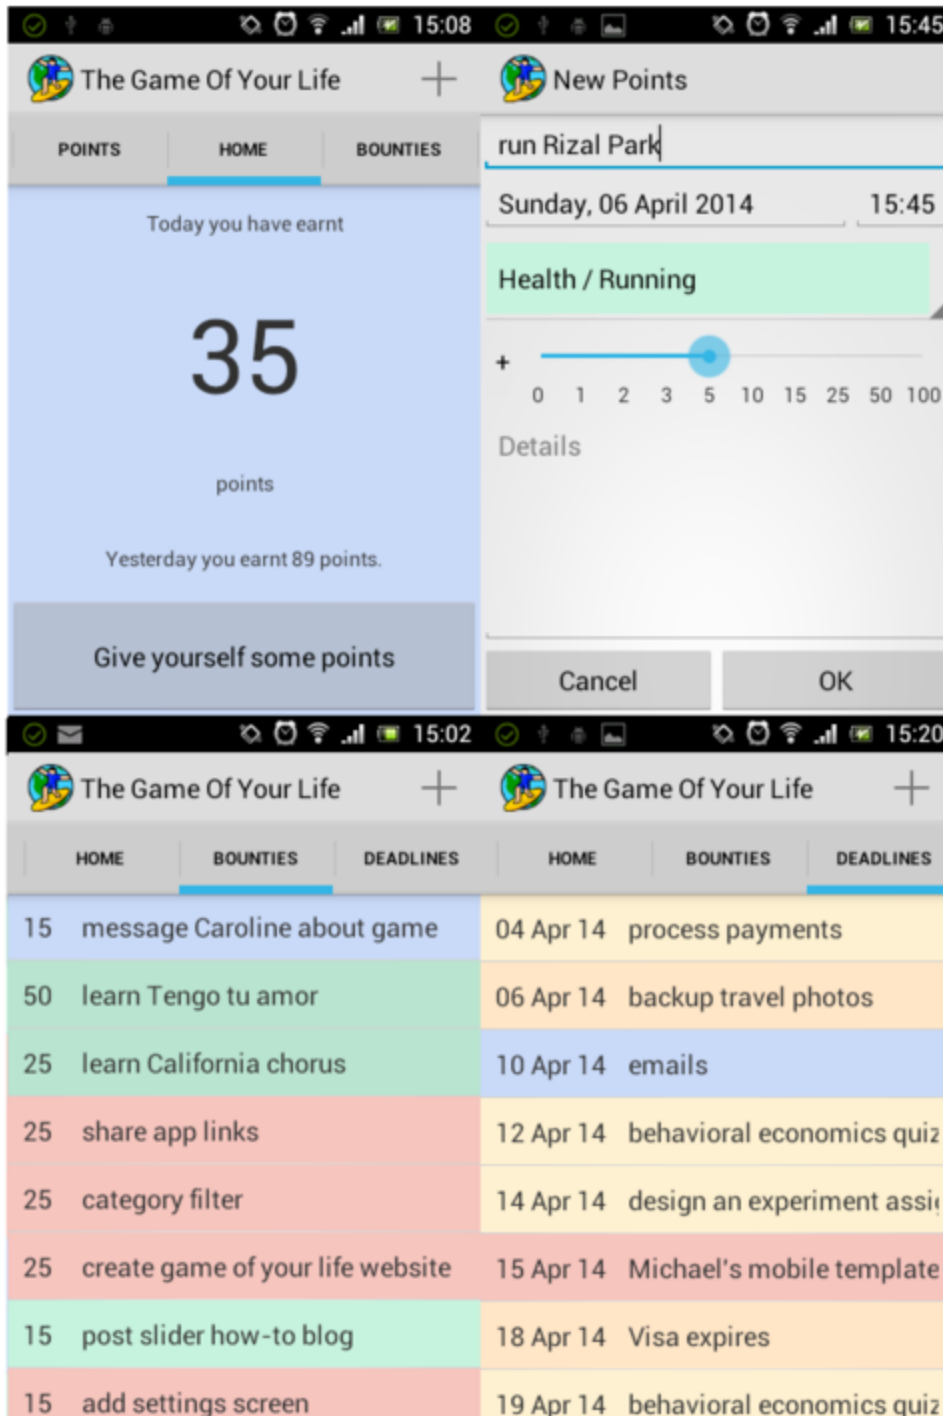 15:08
The Game Of Your Life
POINTS HOME BOUNTIES
Today you have earnt
35
points
Yesterday you earnt 89 points.
Give yourself some points
15:45
New Points
run Rizal Park
Sunday, 06 April 2014 15:45
Health / Running
+
0 1 2 3 5 10 15 25 50 100
Details
Cancel OK
15:02
The Game Of Your Life
HOME BOUNTIES DEADLINES
15 message Caroline about game
50 learn Tengo tu amor
25 learn California chorus
25 share app links
25 category filter
25 create game of your life website
15 post slider how-to blog
15 add settings screen
15:20
The Game Of Your Life
HOME BOUNTIES DEADLINES
04 Apr 14 process payments
06 Apr 14 backup travel photos
10 Apr 14 emails
12 Apr 14 behavioral economics quiz
14 Apr 14 design an experiment assi
15 Apr 14 Michael's mobile template
18 Apr 14 Visa expires
19 Apr 14 behavioral economics quiz